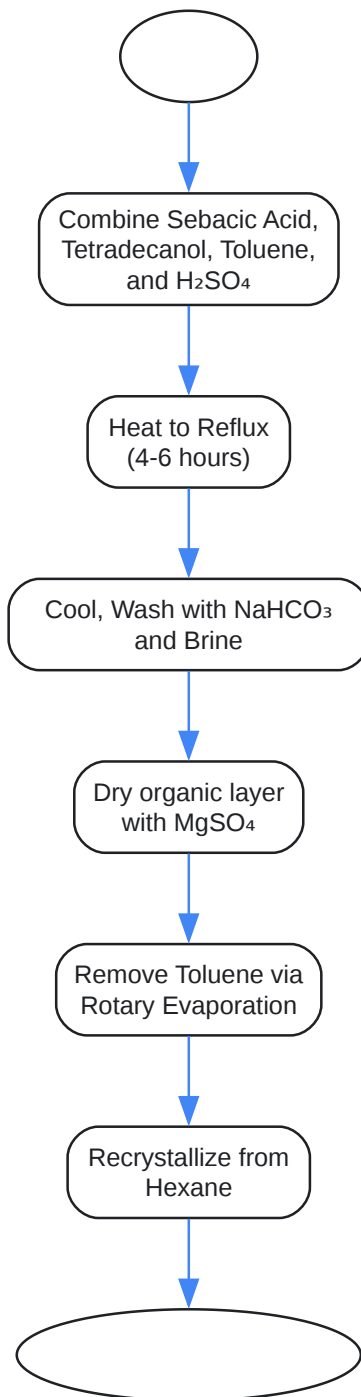 Combine Sebacic Acid,
Tetradecanol, Toluene,
and H₂SO₄
Heat to Reflux
(4-6 hours)
Cool, Wash with NaHCO₃
and Brine
Dry organic layer
with MgSO₄
Remove Toluene via
Rotary Evaporation
Recrystallize from
Hexane